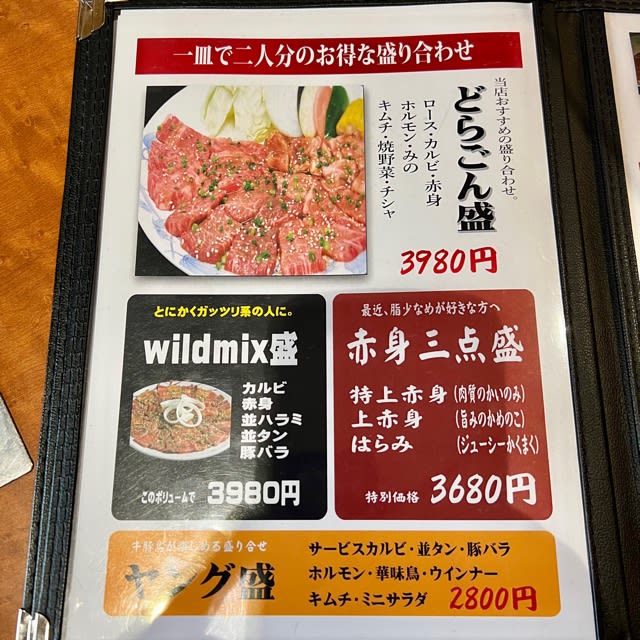 一皿で二人分のお得な盛り合わせ
当店おすすめの盛り合わせ。
どらごん盛
ロース・カルビ・赤身
ホルモン・みの
キムチ・焼野菜・チシャ
3980円
とにかくガッツリ系の人に。
wildmix盛
カルビ
赤身
並ハラミ
並タン
豚バラ
このボリュームで 3980円
最近、脂少なめが好きな方へ
赤身三点盛
特上赤身(肉質のかいのみ)
上赤身(旨みのかめのこ)
はらみ(ジューシーかくまく)
特別価格 3680円
める盛り合せ
ヤング盛
サービスカルビ・並タン・豚バラ
ホルモン・華味鳥・ウインナー
キムチ・ミニサラダ 2800円